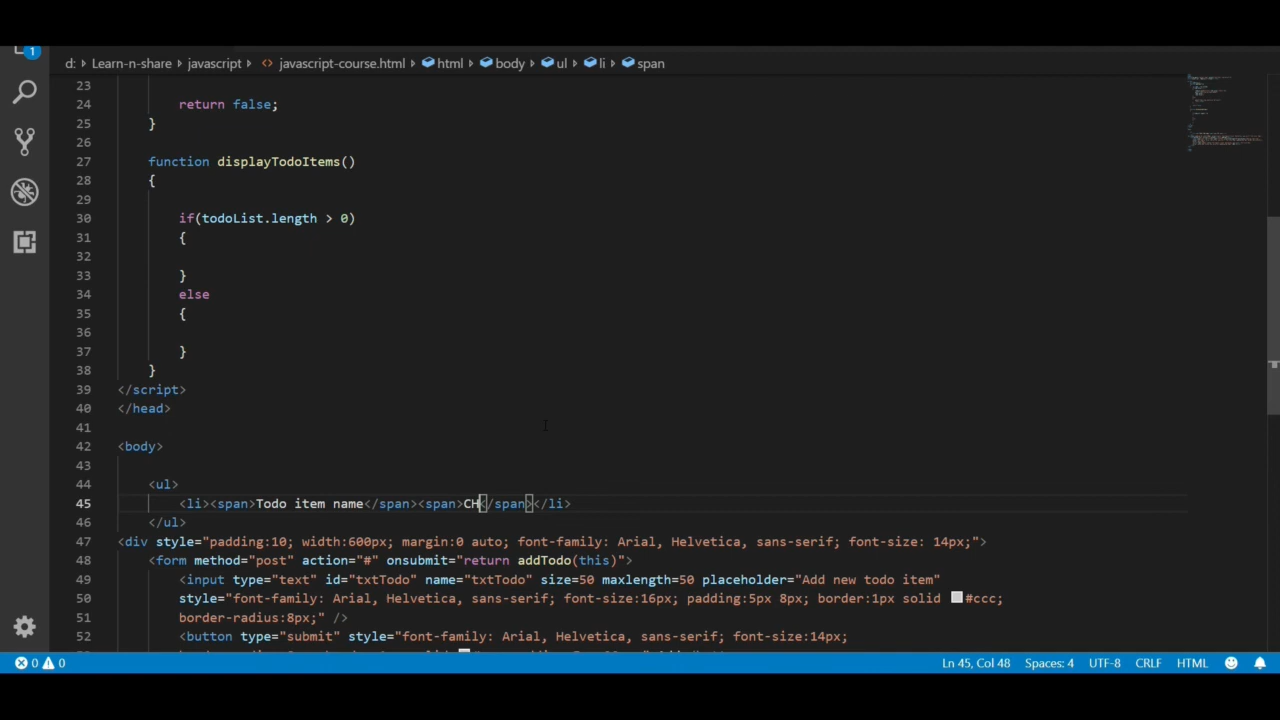 1
d: > Learn-n-share > javascript > <> javascript-course.html > html > body > ul > li > span
23
24 return false;
25 }
26
27 function displayTodoItems()
28 {
29
30 if(todoList.length > 0)
31 {
32
33 }
34 else
35 {
36
37 }
38 }
39 </script>
40 </head>
41
42 <body>
43
44 <ul>
45 <li><span>Todo item name</span><span>CH</span></li>
46 </ul>
47 <div style="padding:10; width:600px; margin:0 auto; font-family: Arial, Helvetica, sans-serif; font-size: 14px;">
48 <form method="post" action="#" onsubmit="return addTodo(this)">
49 <input type="text" id="txtTodo" name="txtTodo" size=50 maxlength=50 placeholder="Add new todo item"
50 style="font-family: Arial, Helvetica, sans-serif; font-size:16px; padding:5px 8px; border:1px solid #ccc;
51 border-radius:8px;" />
52 <button type="submit" style="font-family: Arial, Helvetica, sans-serif; font-size:14px;
0 0 Ln 45, Col 48 Spaces: 4 UTF-8 CRLF HTML